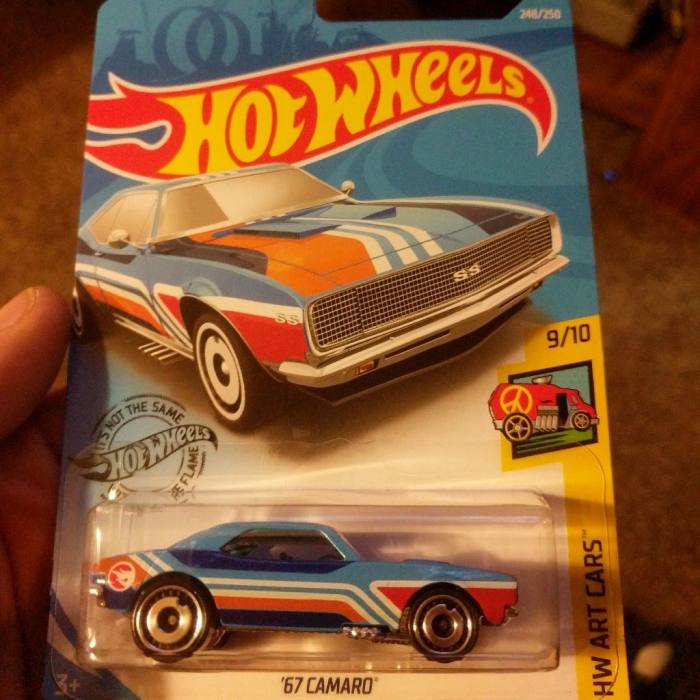 248/250
HOT WHEELS®
SS
SS
9/10
IT'S NOT THE SAME
HOT WHEELS
FLAME
HW ART CARS™
3+
'67 CAMARO®